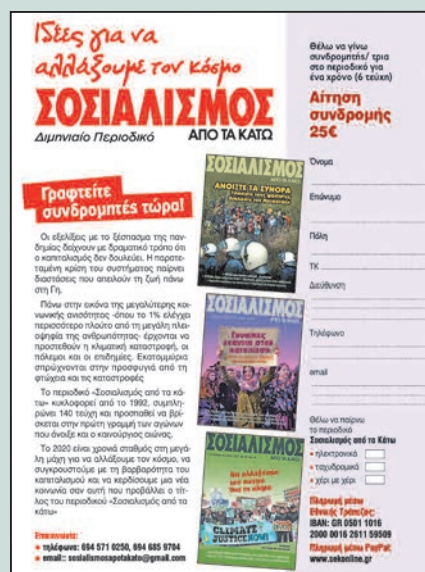 Ιδέες για να
αλλάξουμε τον κόσμο
ΣΟΣΙΑΛΙΣΜΟΣ
Διμηνιαίο Περιοδικό ΑΠΟ ΤΑ ΚΑΤΩ
Γραφτείτε
συνδρομητές τώρα!
Οι εξελίξεις με το ξέσπασμα της παν-
δημίας δείχνουν με δραματικό τρόπο ότι
ο καπιταλισμός δεν δουλεύει. Η παρατε-
ταμένη κρίση του συστήματος παίρνει
διαστάσεις που απειλούν τη ζωή πάνω
στη Γη.
Πάνω στην εικόνα της μεγαλύτερης κοι-
νωνικής ανισότητας -όπου το 1% ελέγχει
περισσότερο πλούτο από τη μεγάλη πλει-
οψηφία της ανθρωπότητας- έρχονται να
προστεθούν η κλιματική καταστροφή, οι
πόλεμοι και οι επιδημίες. Εκατομμύρια
σπρώχνονται στην προσφυγιά από τη
φτώχεια και τις καταστροφές
Το περιοδικό «Σοσιαλισμός από τα κά-
τω» κυκλοφορεί από το 1992, συμπλη-
ρώνει 140 τεύχη και προσπαθεί να βρί-
σκεται στην πρώτη γραμμή των αγώνων
που άνοιξε και ο καινούργιος αιώνας.
Το 2020 είναι χρονιά σταθμός στη μεγά-
λη μάχη για να αλλάξουμε τον κόσμο, να
συγκρουστούμε με τη βαρβαρότητα του
καπιταλισμού και να κερδίσουμε μια νέα
κοινωνία σαν αυτή που προβάλλει ο τίτ-
λος του περιοδικού «Σοσιαλισμός από τα
κάτω»
Επικοινωνία:
• τηλέφωνο: 694 571 0250, 694 685 9704
• email:: sosialismosapotakato@gmail.com
ΣΟΣΙΑΛΙΣΜΟΣ
ΑΝΟΙΞΤΕ ΤΑ ΣΥΝΟΡΑ
ΣΟΣΙΑΛΙΣΜΟΣ
Γυναίκες
ενάντια στον
καπιταλισμό
ΣΟΣΙΑΛΙΣΜΟΣ
Να αλλάξουμε
τον κόσμο
Όχι το κλίμα
CLIMATE
JUSTICE NOW!
Θέλω να γίνω
συνδρομητής/ τρια
στο περιοδικό για
ένα χρόνο (6 τεύχη)
Αίτηση
συνδρομής
25€
Όνομα
Επώνυμο
Πόλη
ΤΚ
Διεύθυνση
Τηλέφωνο
email
Θέλω να παίρνω
το περιοδικό
Σοσιαλισμός από τα Κάτω
• ηλεκτρονικά
• ταχυδρομικά
• χέρι με χέρι
Πληρωμή μέσω
Εθνικής Τράπεζας:
IBAN: GR 0501 1016
2000 0016 2611 59509
Πληρωμή μέσω PayPal:
www.sekonline.gr